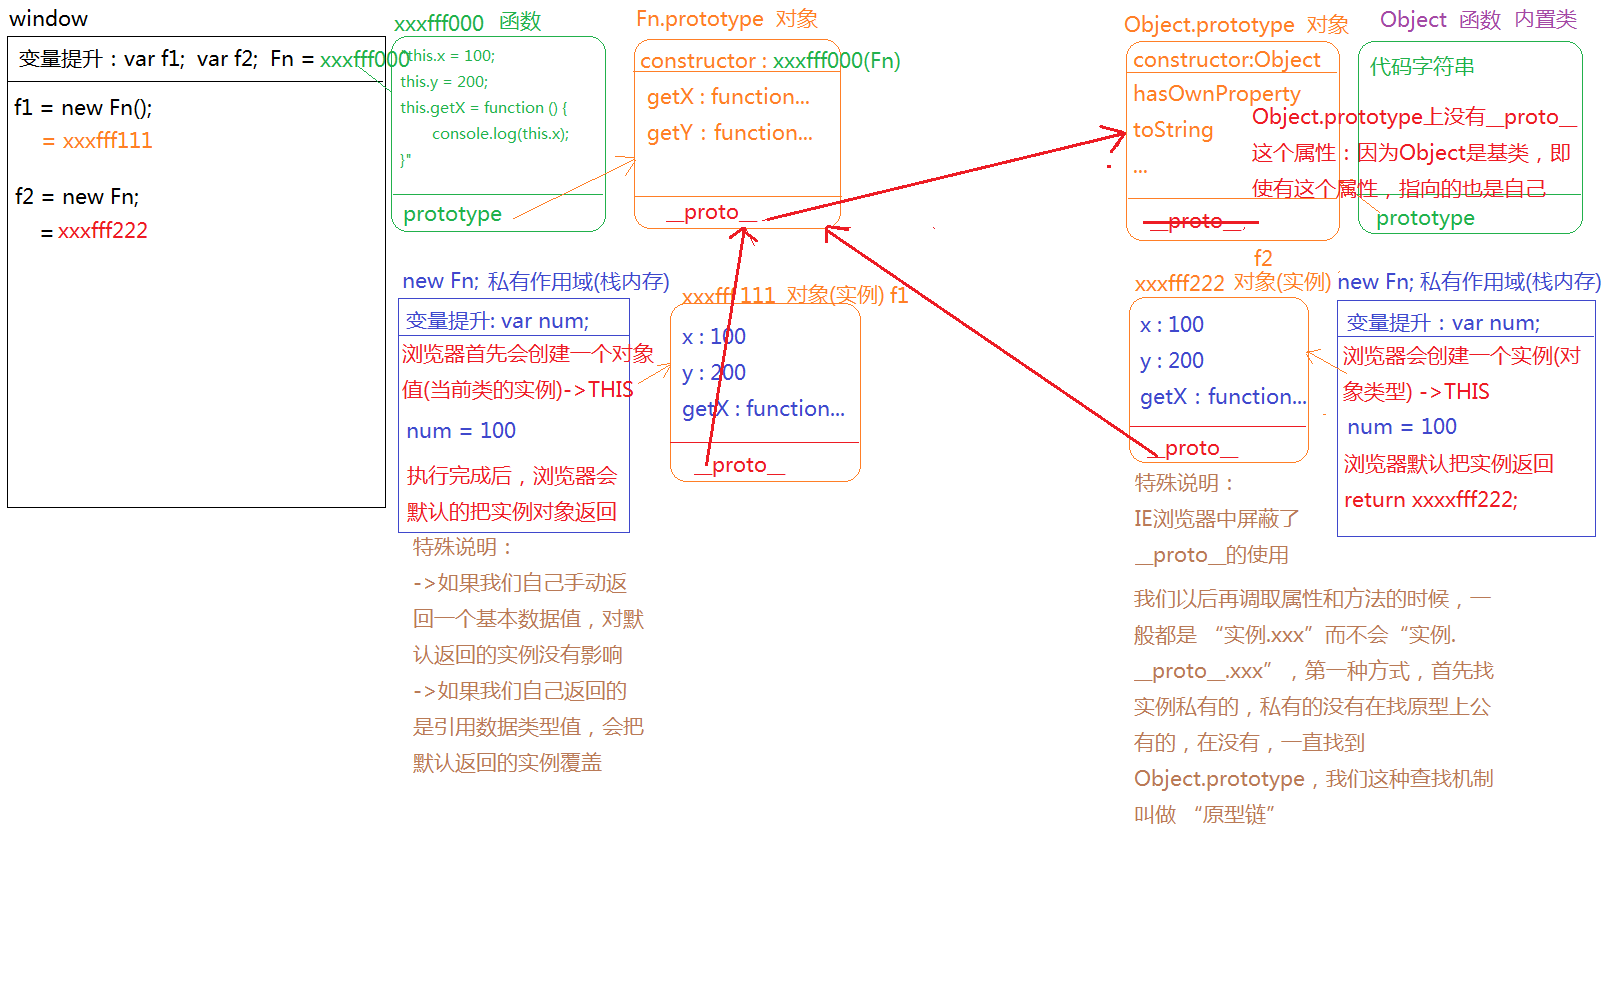 window
变量提升：var f1;  var f2;  Fn = xxxfff000
f1 = new Fn();
= xxxfff111
f2 = new Fn;
= xxxfff222
xxxfff000 函数
"this.x = 100;
this.y = 200;
this.getX = function () {
console.log(this.x);
}"
prototype
Fn.prototype 对象
constructor : xxxfff000(Fn)
getX : function...
getY : function...
__proto__
Object.prototype 对象
constructor:Object
hasOwnProperty
toString
...
__proto__
Object 函数 内置类
代码字符串
Object.prototype上没有__proto__
这个属性：因为Object是基类，即
使有这个属性，指向的也是自己
prototype
new Fn; 私有作用域(栈内存)
变量提升: var num;
浏览器首先会创建一个对象
值(当前类的实例)->THIS
num = 100
执行完成后，浏览器会
默认的把实例对象返回
特殊说明：
->如果我们自己手动返
回一个基本数据值，对默
认返回的实例没有影响
->如果我们自己返回的
是引用数据类型值，会把
默认返回的实例覆盖
xxxfff111 对象(实例) f1
x : 100
y : 200
getX : function...
__proto__
f2
xxxfff222 对象(实例)
x : 100
y : 200
getX : function...
__proto__
特殊说明：
IE浏览器中屏蔽了
__proto__的使用
我们以后再调取属性和方法的时候，一
般都是 “实例.xxx”而不会“实例.
__proto__.xxx”，第一种方式，首先找
实例私有的，私有的没有在找原型上公
有的，在没有，一直找到
Object.prototype，我们这种查找机制
叫做 “原型链”
new Fn; 私有作用域(栈内存)
变量提升：var num;
浏览器会创建一个实例(对
象类型) ->THIS
num = 100
浏览器默认把实例返回
return xxxxfff222;